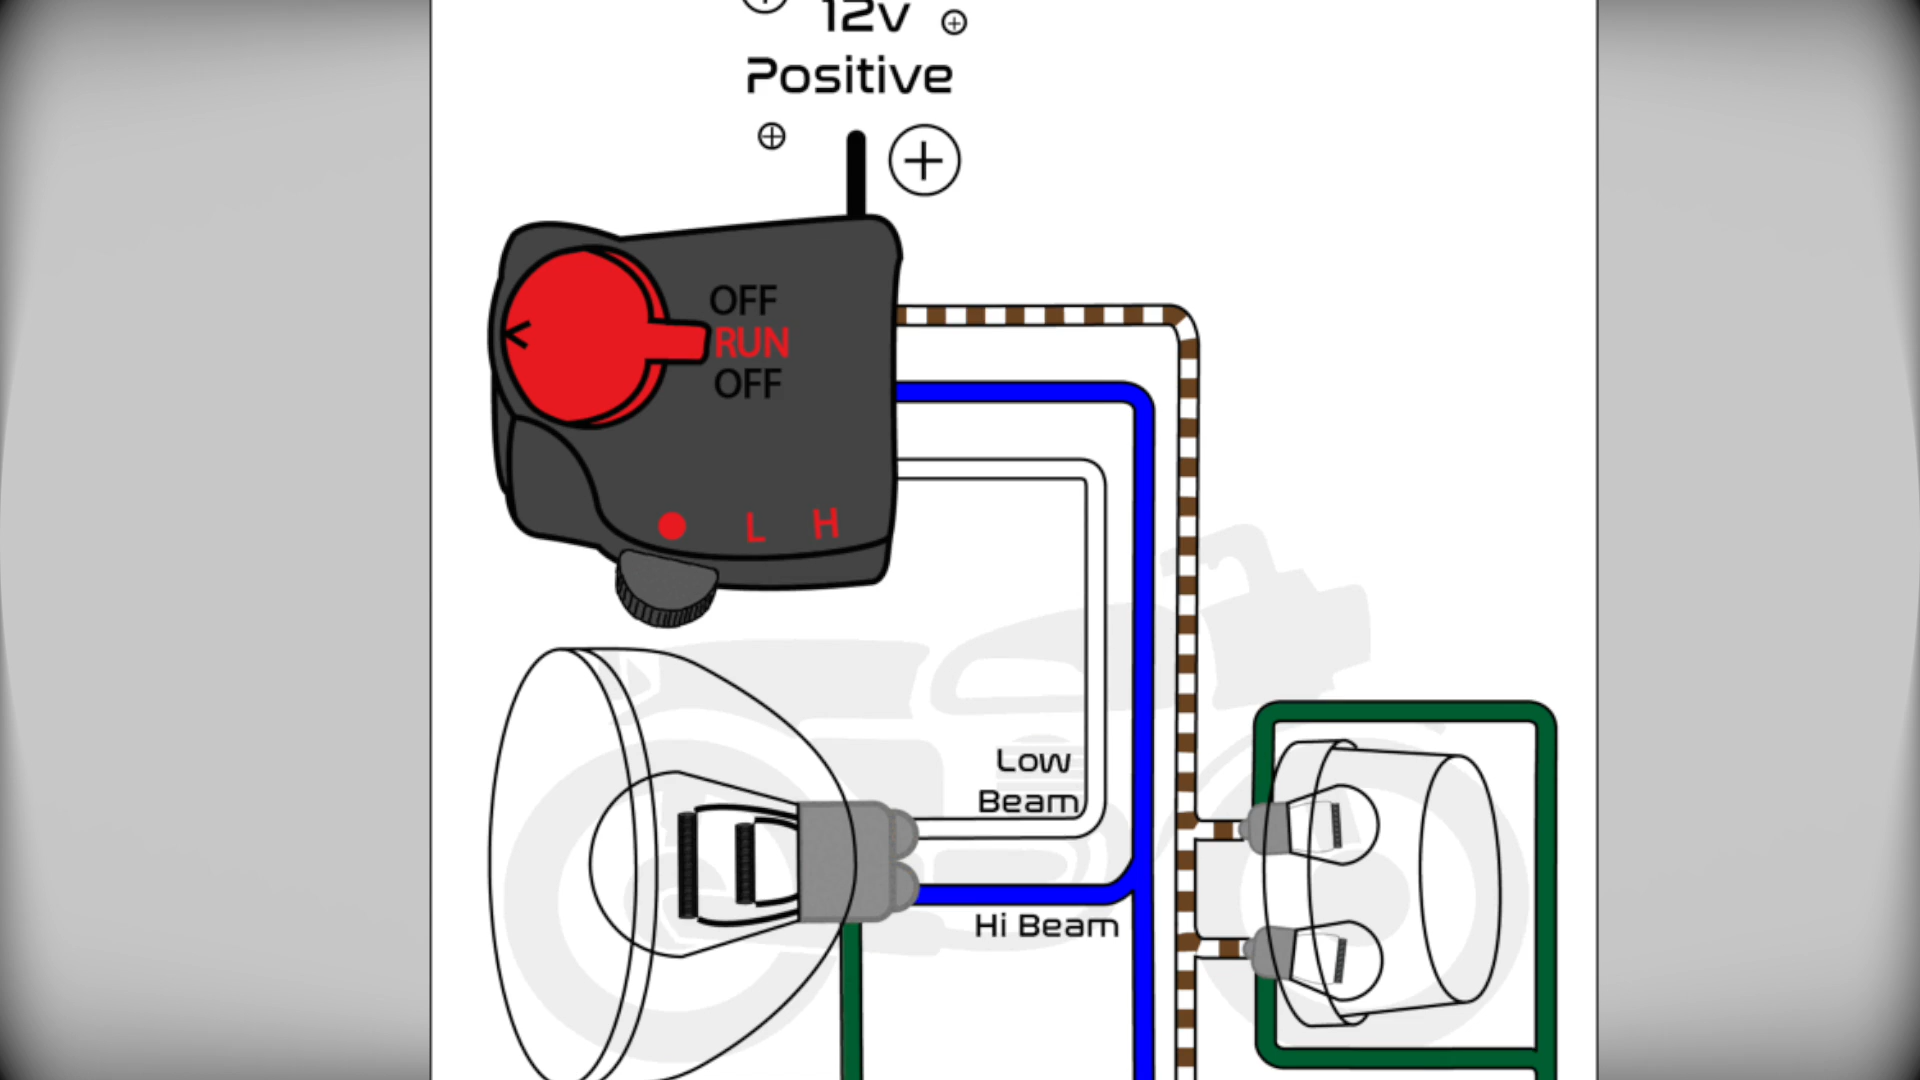 12v
Positive
OFF
RUN
OFF
L H
Low
Beam
Hi Beam